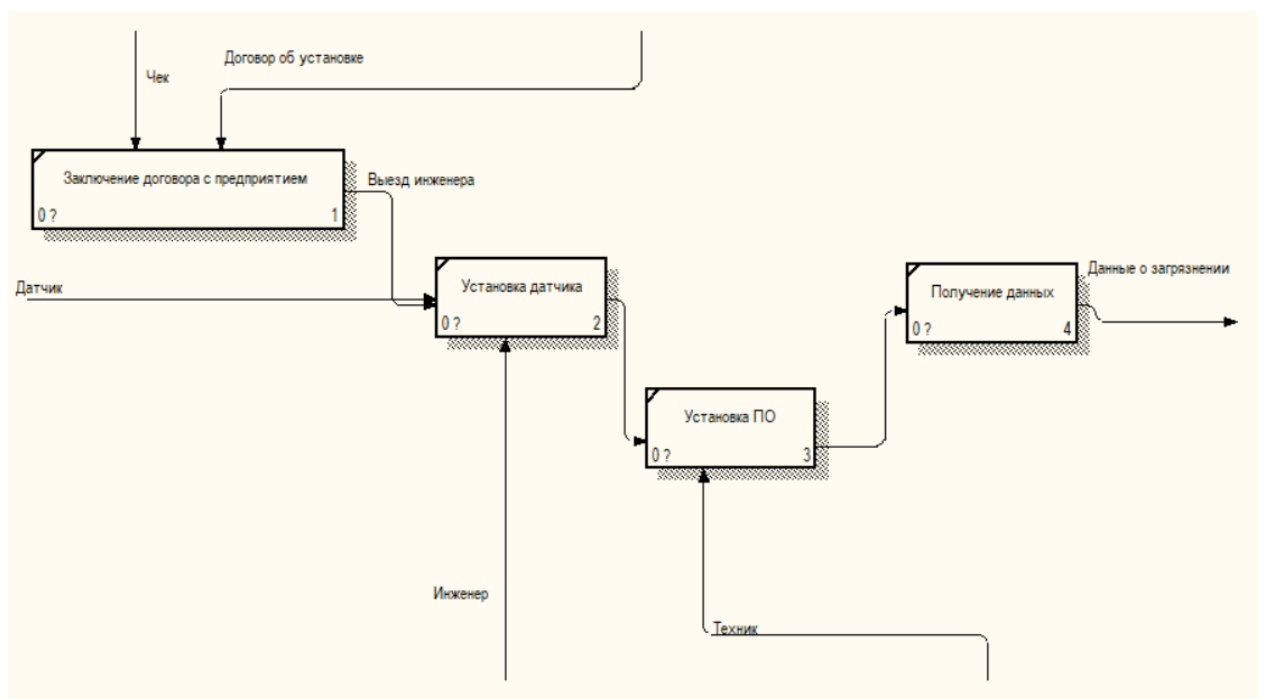 Договор об установке
Чек
Заключение договора с предприятием
0 ? 1
Выезд инженера
Датчик
Установка датчика
0 ? 2
Данные о загрязнении
Получение данных
0 ? 4
Установка ПО
0 ? 3
Инженер
Техник